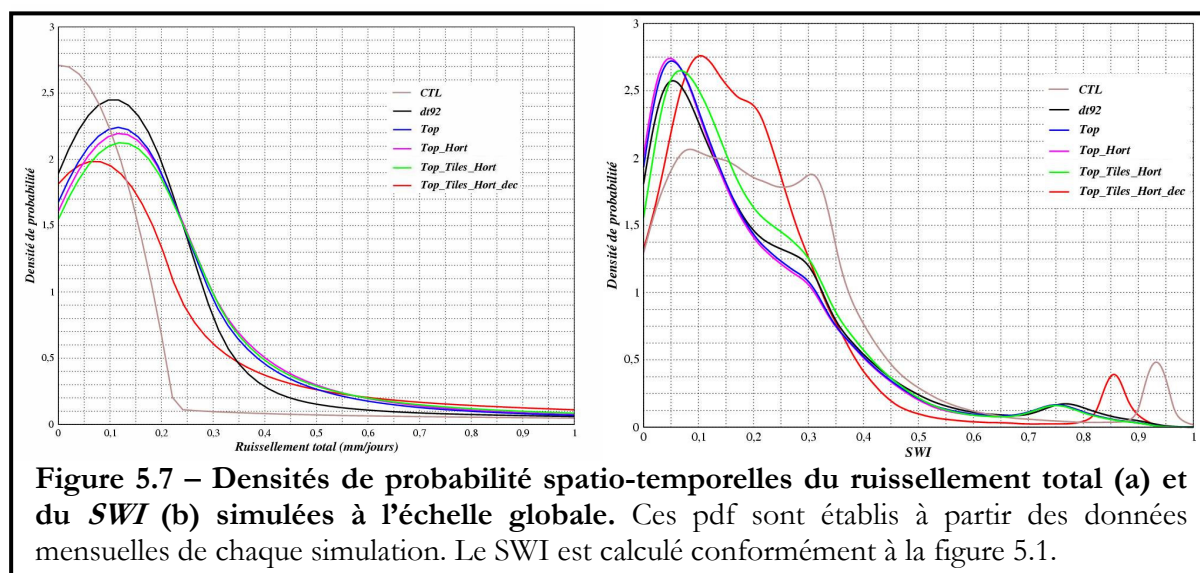 3
2,5
2
1,5
1
0,5
0
0 0,1 0,2 0,3 0,4 0,5 0,6 0,7 0,8 0,9 1
Densité de probabilité
Ruissellement total (mm/jours)
CTL
dt92
Top
Top_Hort
Top_Tiles_Hort
Top_Tiles_Hort_dec
3
2,5
2
1,5
1
0,5
0
0 0,1 0,2 0,3 0,4 0,5 0,6 0,7 0,8 0,9 1
Densité de probabilité
SWI
CTL
dt92
Top
Top_Hort
Top_Tiles_Hort
Top_Tiles_Hort_dec
Figure 5.7 – Densités de probabilité spatio-temporelles du ruissellement total (a) et
du SWI (b) simulées à l'échelle globale. Ces pdf sont établis à partir des données
mensuelles de chaque simulation. Le SWI est calculé conformément à la figure 5.1.